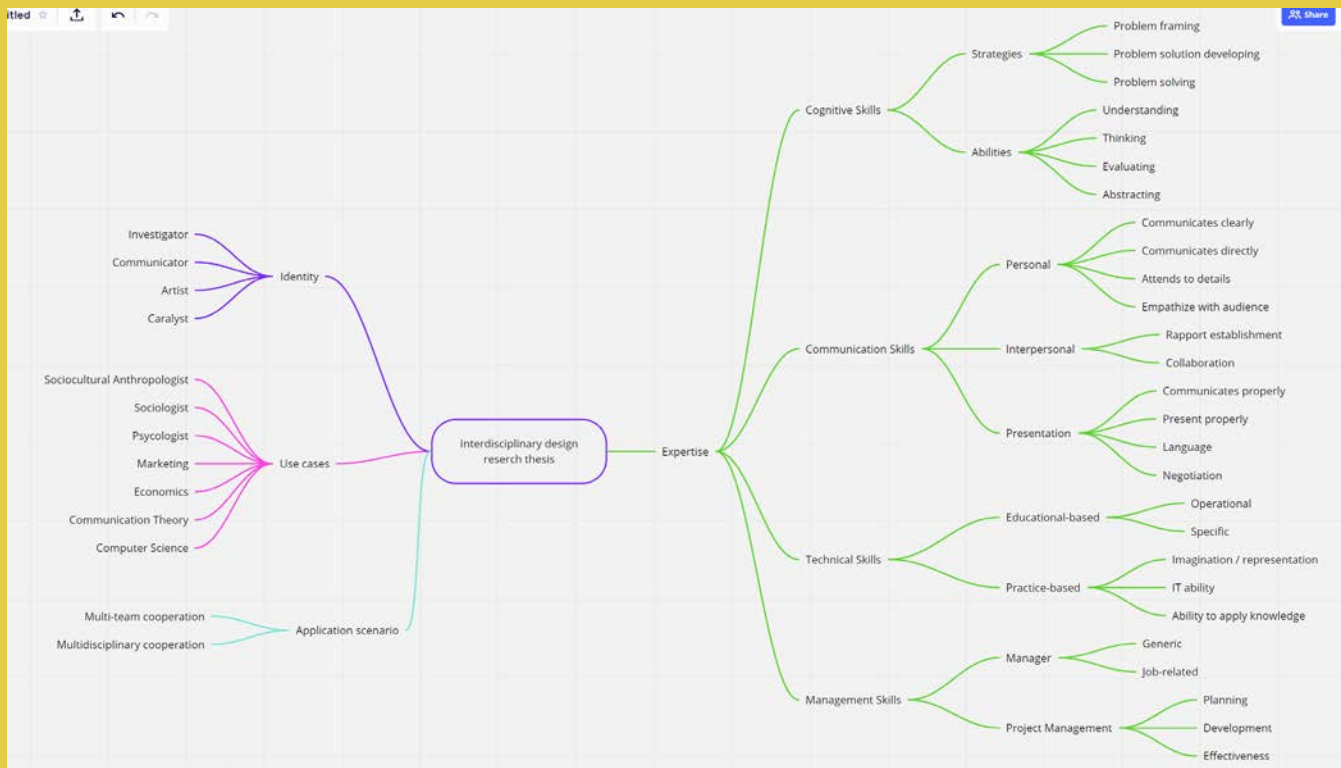 itled
Share
Investigator
Communicator
Artist
Caralyst
Identity
Sociocultural Anthropologist
Sociologist
Psycologist
Marketing
Economics
Communication Theory
Computer Science
Use cases
Multi-team cooperation
Multidisciplinary cooperation
Application scenario
Interdisciplinary design
reserch thesis
Expertise
Cognitive Skills
Strategies
Problem framing
Problem solution developing
Problem solving
Abilities
Understanding
Thinking
Evaluating
Abstracting
Communication Skills
Personal
Communicates clearly
Communicates directly
Attends to details
Empathize with audience
Interpersonal
Rapport establishment
Collaboration
Presentation
Communicates properly
Present properly
Language
Negotiation
Technical Skills
Educational-based
Operational
Specific
Practice-based
Imagination / representation
IT ability
Ability to apply knowledge
Management Skills
Manager
Generic
Job-related
Project Management
Planning
Development
Effectiveness